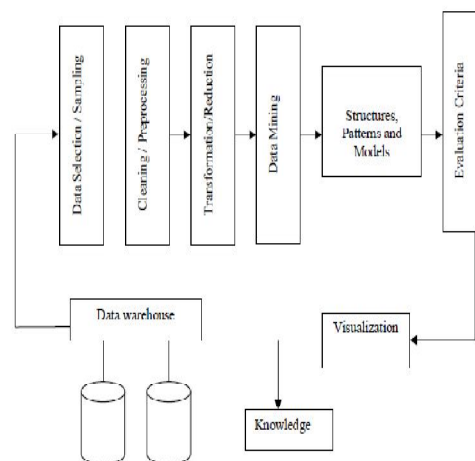 Data Selection / Sampling
Cleaning / Preprocessing
Transformation/Reduction
Data Mining
Structures,
Patterns and
Models
Evaluation Criteria
Data warehouse
Visualization
Knowledge